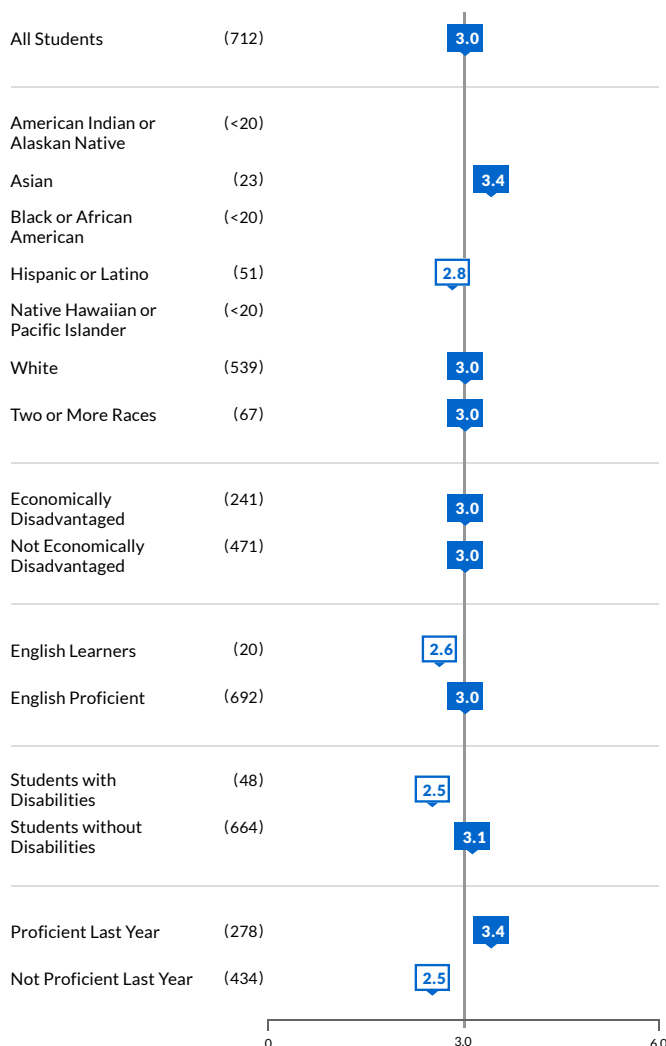 All Students (712) 3.0
American Indian or (<20)
Alaskan Native
Asian (23) 3.4
Black or African (<20)
American
Hispanic or Latino (51) 2.8
Native Hawaiian or (<20)
Pacific Islander
White (539) 3.0
Two or More Races (67) 3.0
Economically (241)
Disadvantaged 3.0
Not Economically (471)
Disadvantaged 3.0
English Learners (20) 2.6
English Proficient (692) 3.0
Students with (48)
Disabilities 2.5
Students without (664)
Disabilities 3.1
Proficient Last Year (278) 3.4
Not Proficient Last Year (434) 2.5
0 3.0 6.0